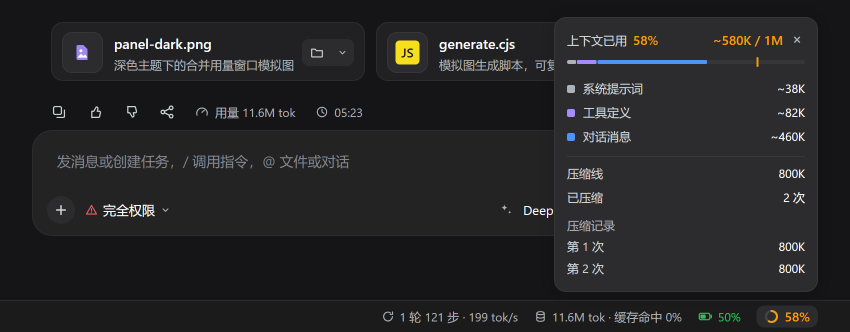 panel-dark.png
深色主题下的合并用量窗口模拟图
JS
generate.cjs
模拟图生成脚本，可复
上下文已用 58% ~580K / 1M ×
系统提示词 ~38K
工具定义 ~82K
对话消息 ~460K
压缩线 800K
已压缩 2 次
压缩记录
第 1 次 800K
第 2 次 800K
用量 11.6M tok 05:23
发消息或创建任务，/ 调用指令，@ 文件或对话
完全权限 Deep
1 轮 121 步 · 199 tok/s 11.6M tok · 缓存命中 0% 50% 58%